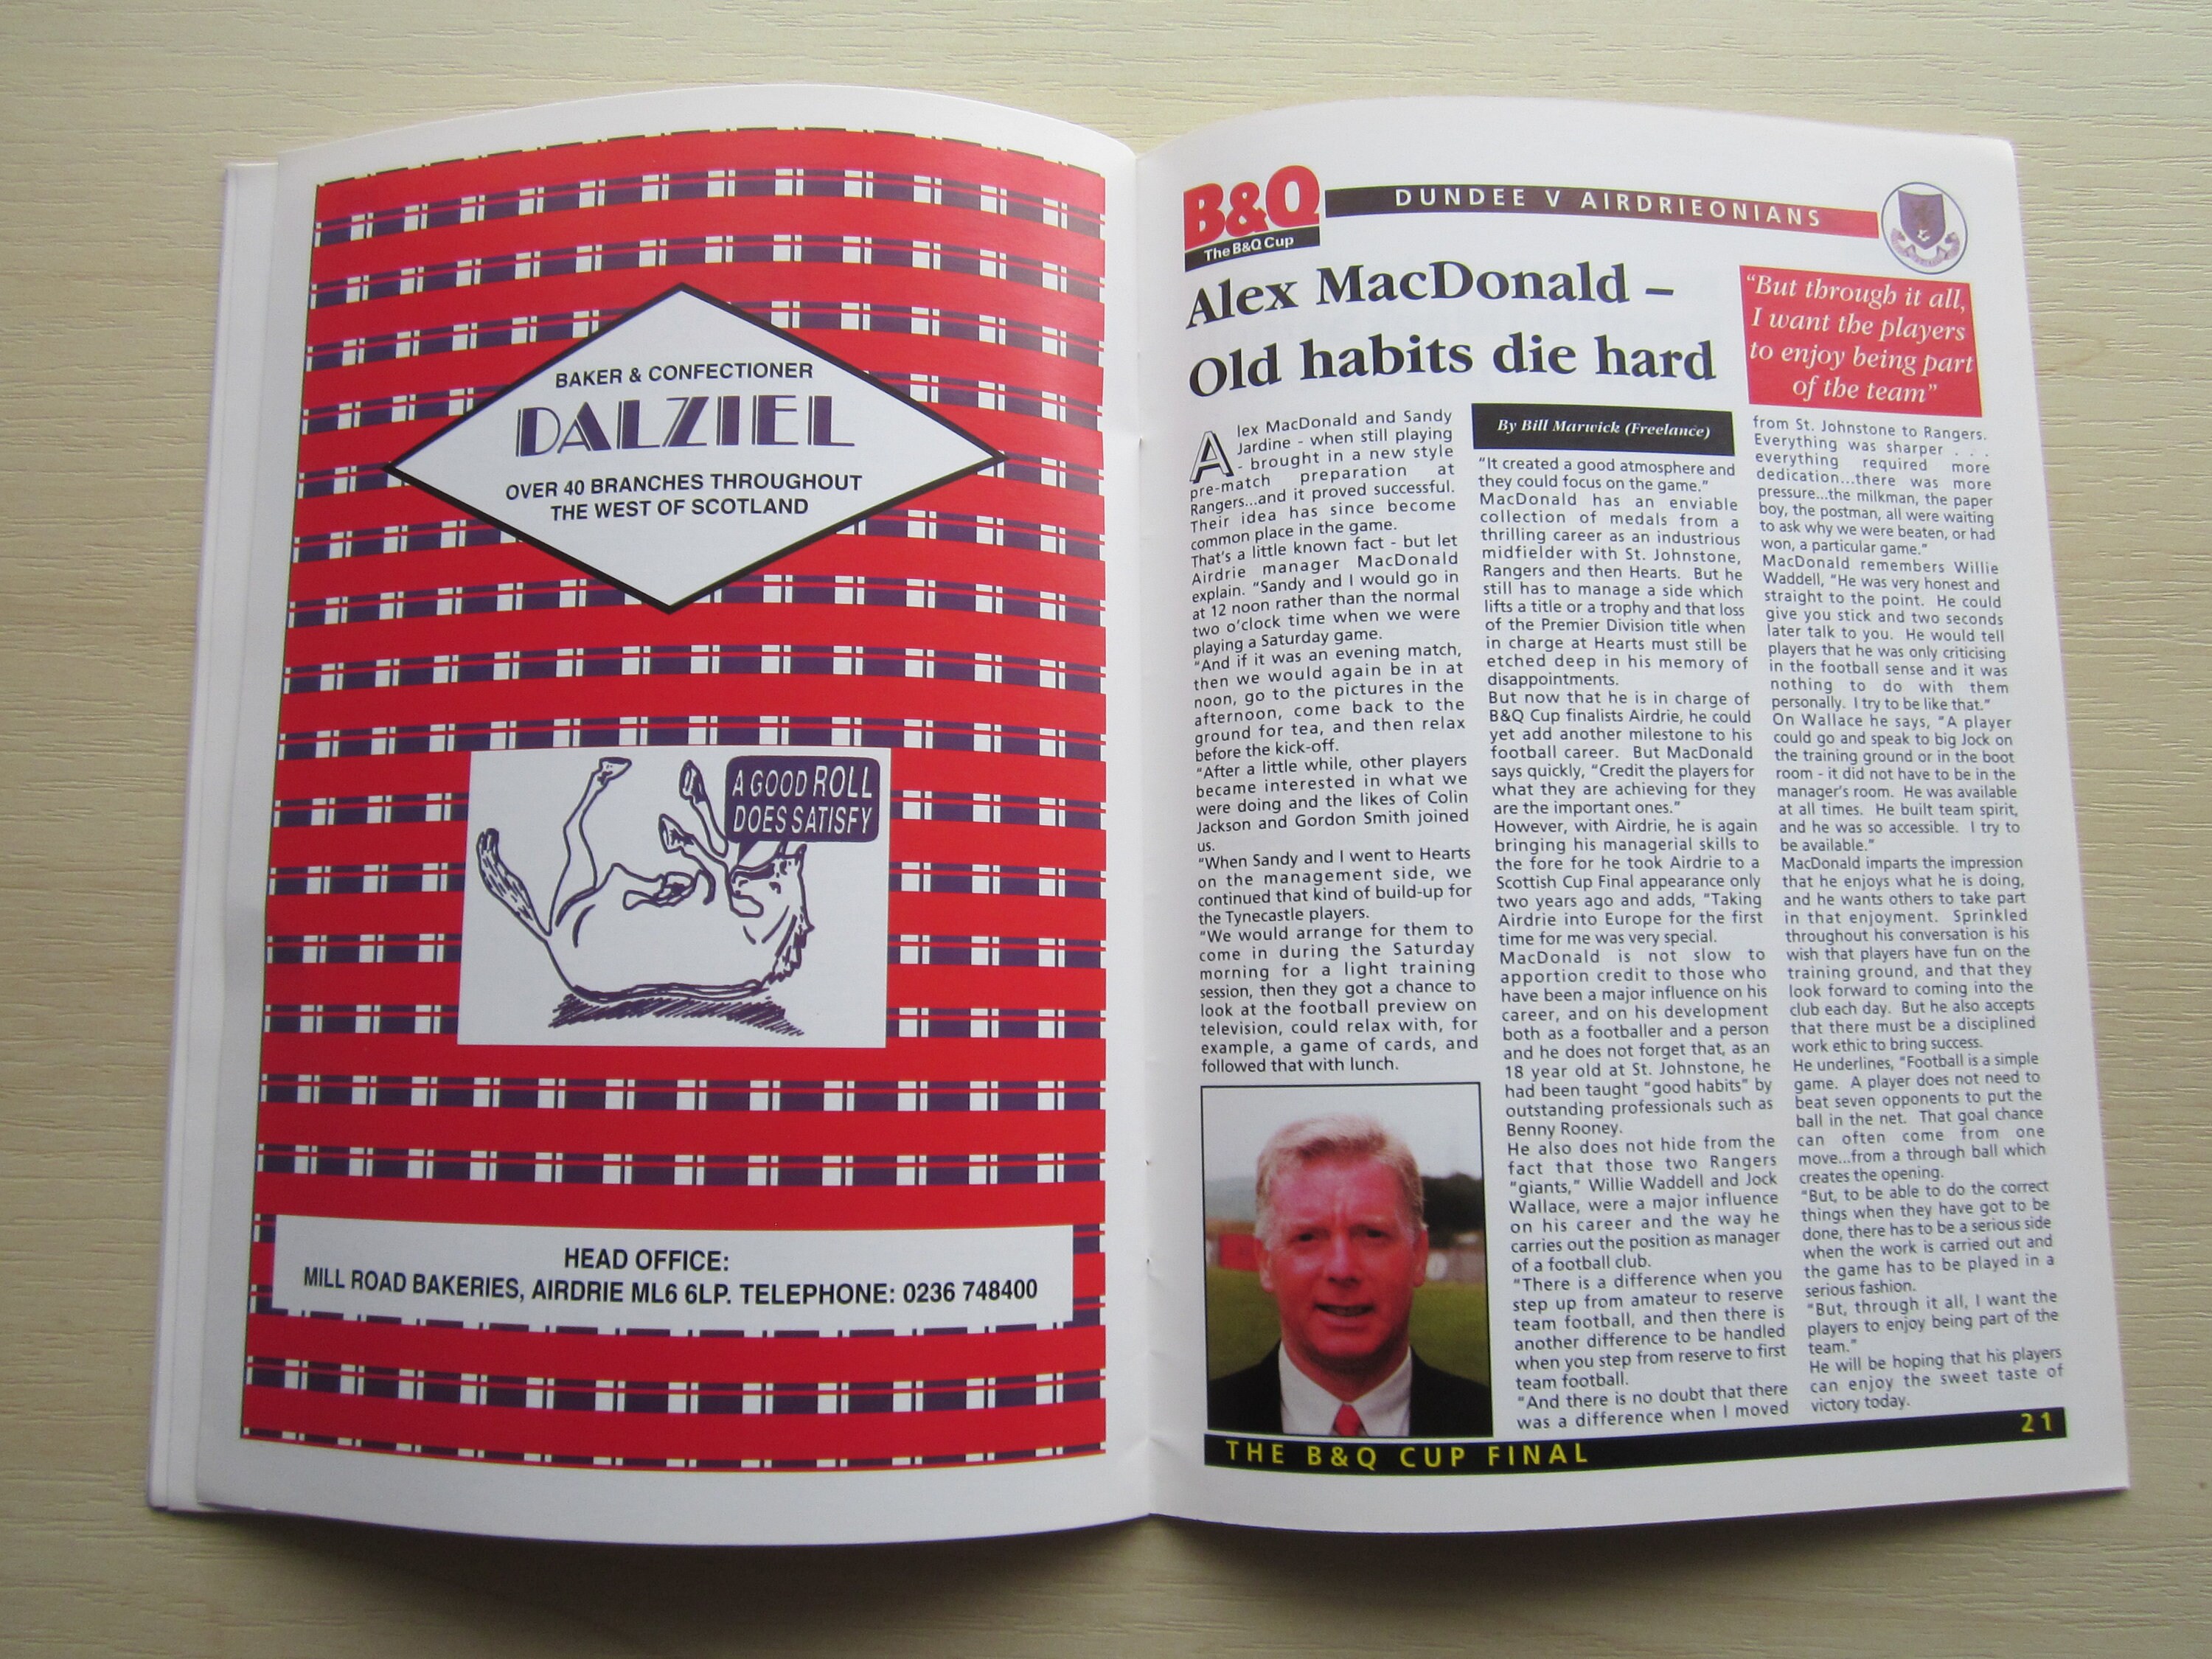 BAKER & CONFECTIONER
DALZIEL
OVER 40 BRANCHES THROUGHOUT
THE WEST OF SCOTLAND
A GOOD ROLL
DOES SATISFY
HEAD OFFICE:
MILL ROAD BAKERIES, AIRDRIE ML6 6LP. TELEPHONE: 0236 748400
B&Q
The B&Q Cup
DUNDEE V AIRDRIEONIANS
Alex MacDonald –
Old habits die hard
"But through it all,
I want the players
to enjoy being part
of the team"
By Bill Marwick (Freelance)
Alex MacDonald and Sandy
Jardine - when still playing
- brought in a new style
pre-match preparation at
Rangers...and it proved successful.
Their idea has since become
common place in the game.
That's a little known fact - but let
Airdrie manager MacDonald
explain. "Sandy and I would go in
at 12 noon rather than the normal
two o'clock time when we were
playing a Saturday game.
"And if it was an evening match,
then we would again be in at
noon, go to the pictures in the
afternoon, come back to the
ground for tea, and then relax
before the kick-off.
"After a little while, other players
became interested in what we
were doing and the likes of Colin
Jackson and Gordon Smith joined
us.
"When Sandy and I went to Hearts
on the management side, we
continued that kind of build-up for
the Tynecastle players.
"We would arrange for them to
come in during the Saturday
morning for a light training
session, then they got a chance to
look at the football preview on
television, could relax with, for
example, a game of cards, and
followed that with lunch.
"It created a good atmosphere and
they could focus on the game."
MacDonald has an enviable
collection of medals from a
thrilling career as an industrious
midfielder with St. Johnstone,
Rangers and then Hearts. But he
still has to manage a side which
lifts a title or a trophy and that loss
of the Premier Division title when
in charge at Hearts must still be
etched deep in his memory of
disappointments.
But now that he is in charge of
B&Q Cup finalists Airdrie, he could
yet add another milestone to his
football career. But MacDonald
says quickly, "Credit the players for
what they are achieving for they
are the important ones."
However, with Airdrie, he is again
bringing his managerial skills to
the fore for he took Airdrie to a
Scottish Cup Final appearance only
two years ago and adds, "Taking
Airdrie into Europe for the first
time for me was very special.
MacDonald is not slow to
apportion credit to those who
have been a major influence on his
career, and on his development
both as a footballer and a person
and he does not forget that, as an
18 year old at St. Johnstone, he
had been taught "good habits" by
outstanding professionals such as
Benny Rooney.
He also does not hide from the
fact that those two Rangers
"giants," Willie Waddell and Jock
Wallace, were a major influence
on his career and the way he
carries out the position as manager
of a football club.
"There is a difference when you
step up from amateur to reserve
team football, and then there is
another difference to be handled
when you step from reserve to first
team football.
"And there is no doubt that there
was a difference when I moved
from St. Johnstone to Rangers.
Everything was sharper . . .
everything required more
dedication...there was more
pressure...the milkman, the paper
boy, the postman, all were waiting
to ask why we were beaten, or had
won, a particular game."
MacDonald remembers Willie
Waddell, "He was very honest and
straight to the point. He could
give you stick and two seconds
later talk to you. He would tell
players that he was only criticising
in the football sense and it was
nothing to do with them
personally. I try to be like that."
On Wallace he says, "A player
could go and speak to big Jock on
the training ground or in the boot
room - it did not have to be in the
manager's room. He was available
at all times. He built team spirit,
and he was so accessible. I try to
be available."
MacDonald imparts the impression
that he enjoys what he is doing,
and he wants others to take part
in that enjoyment. Sprinkled
throughout his conversation is his
wish that players have fun on the
training ground, and that they
look forward to coming into the
club each day. But he also accepts
that there must be a disciplined
work ethic to bring success.
He underlines, "Football is a simple
game. A player does not need to
beat seven opponents to put the
ball in the net. That goal chance
can often come from one
move...from a through ball which
creates the opening.
"But, to be able to do the correct
things when they have got to be
done, there has to be a serious side
when the work is carried out and
the game has to be played in a
serious fashion.
"But, through it all, I want the
players to enjoy being part of the
team."
He will be hoping that his players
can enjoy the sweet taste of
victory today.
THE B&Q CUP FINAL
21